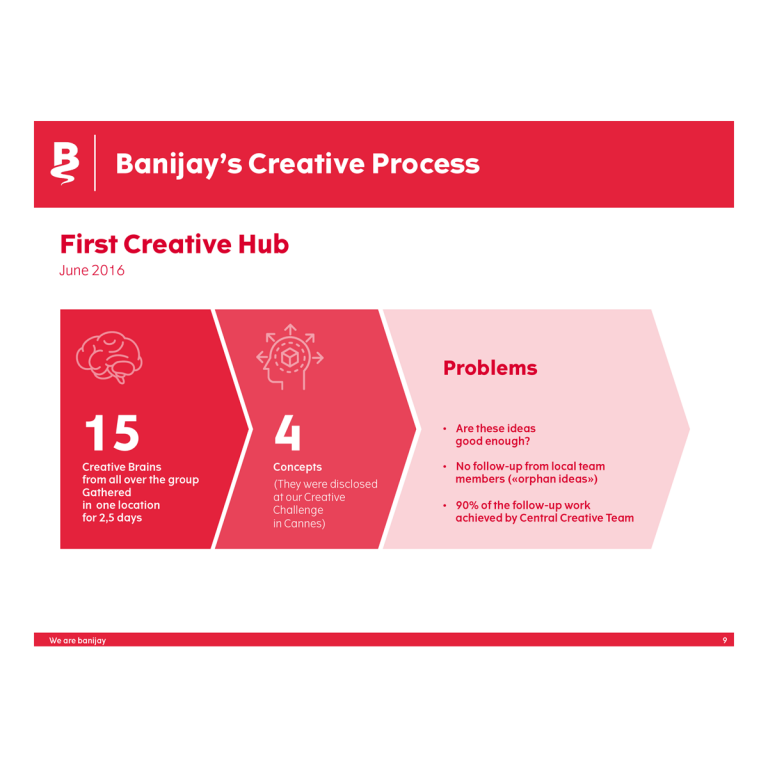 B
Banijay’s Creative Process
First Creative Hub
June 2016
15
Creative Brains
from all over the group
Gathered
in one location
for 2,5 days
4
Concepts
(They were disclosed
at our Creative
Challenge
in Cannes)
Problems
• Are these ideas
good enough?
• No follow-up from local team
members («orphan ideas»)
• 90% of the follow-up work
achieved by Central Creative Team
We are banijay
9